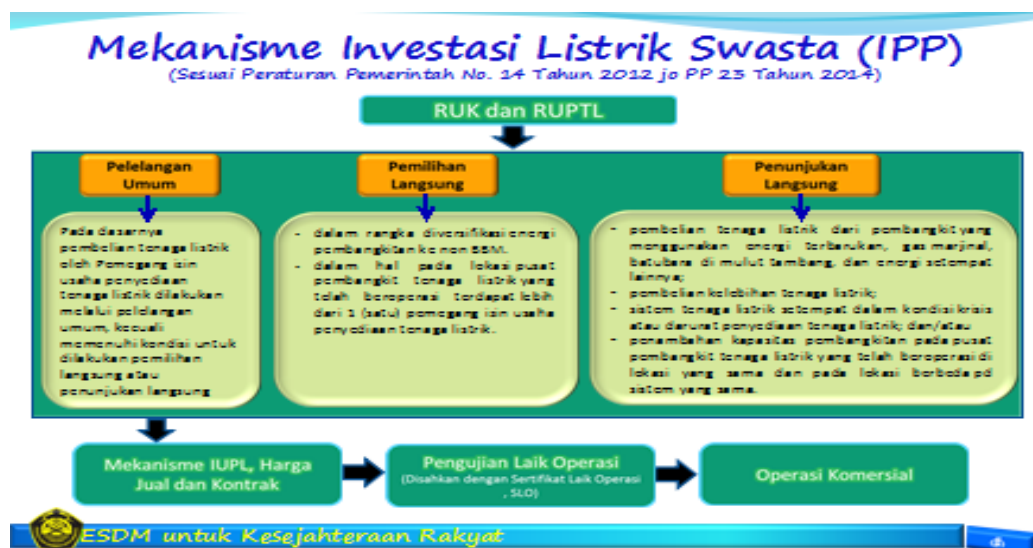 Mekanisme Investasi Listrik Swasta (IPP)
(Sesuai Peraturan Pemerintah No. 14 Tahun 2012 jo PP 23 Tahun 2014)
RUK dan RUPTL
Pelelangan
Umum
Pada dasarnya
pembelian tenaga listrik
oleh Pemegang izin
usaha penyediaan
tenaga listrik dilakukan
melalui pelelangan
umum, kecuali
memenuhi kondisi untuk
dilakukan pemilihan
langsung atau
penunjukan langsung
Pemilihan
Langsung
- dalam rangka diversifikasi energi
pembangkitan ke non BBM.
- dalam hal pada lokasi pusat
pembangkit tenaga listrik yang
telah beroperasi terdapat lebih
dari 1 (satu) pemegang izin usaha
penyediaan tenaga listrik.
Penunjukan
Langsung
- pembelian tenaga listrik dari pembangkit yang
menggunakan energi terbarukan, gas marjinal,
batubara di mulut tambang, dan energi setempat
lainnya;
- pembelian kelebihan tenaga listrik;
- sistem tenaga listrik setempat dalam kondisi krisis
atau darurat penyediaan tenaga listrik; dan/atau
- penambahan kapasitas pembangkitan pada pusat
pembangkit tenaga listrik yang telah beroperasi di
lokasi yang sama dan pada lokasi berbeda pd
sistem yang sama.
Mekanisme IUPL, Harga
Jual dan Kontrak
Pengujian Laik Operasi
(Disahkan dengan Sertifikat Laik Operasi
, SLO)
Operasi Komersial
ESDM untuk Kesejahteraan Rakyat